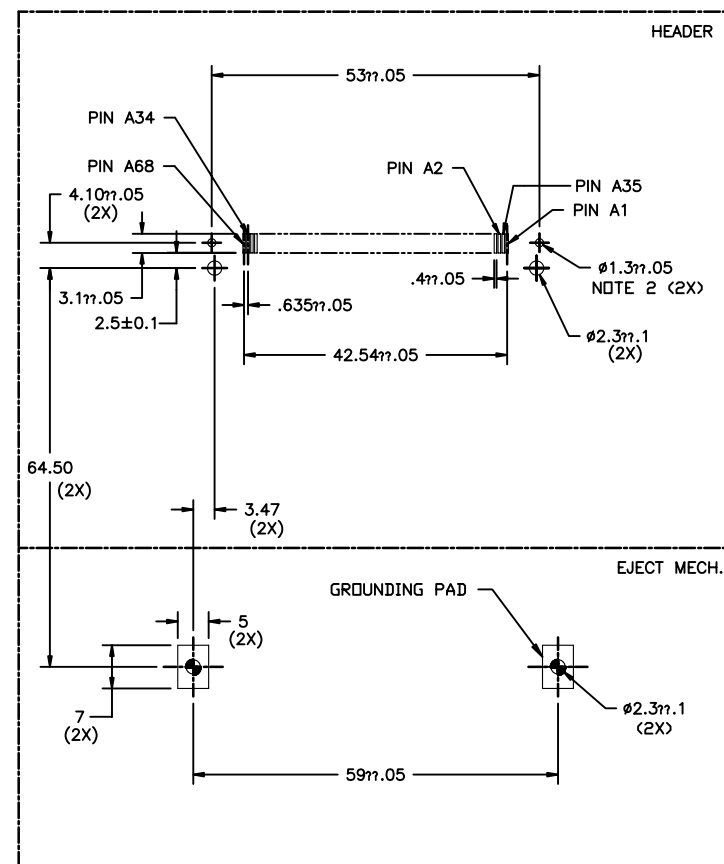 HEADER
53??.05
PIN A34
PIN A68
PIN A2
PIN A35
PIN A1
4.10??.05
(2X)
3.1??.05
2.5±0.1
.635??.05
.4??.05
ø1.3??.05
NOTE 2 (2X)
ø2.3??.1
(2X)
42.54??.05
64.50
(2X)
3.47
(2X)
EJECT MECH.
GROUNDING PAD
5
(2X)
7
(2X)
ø2.3??.1
(2X)
59??.05